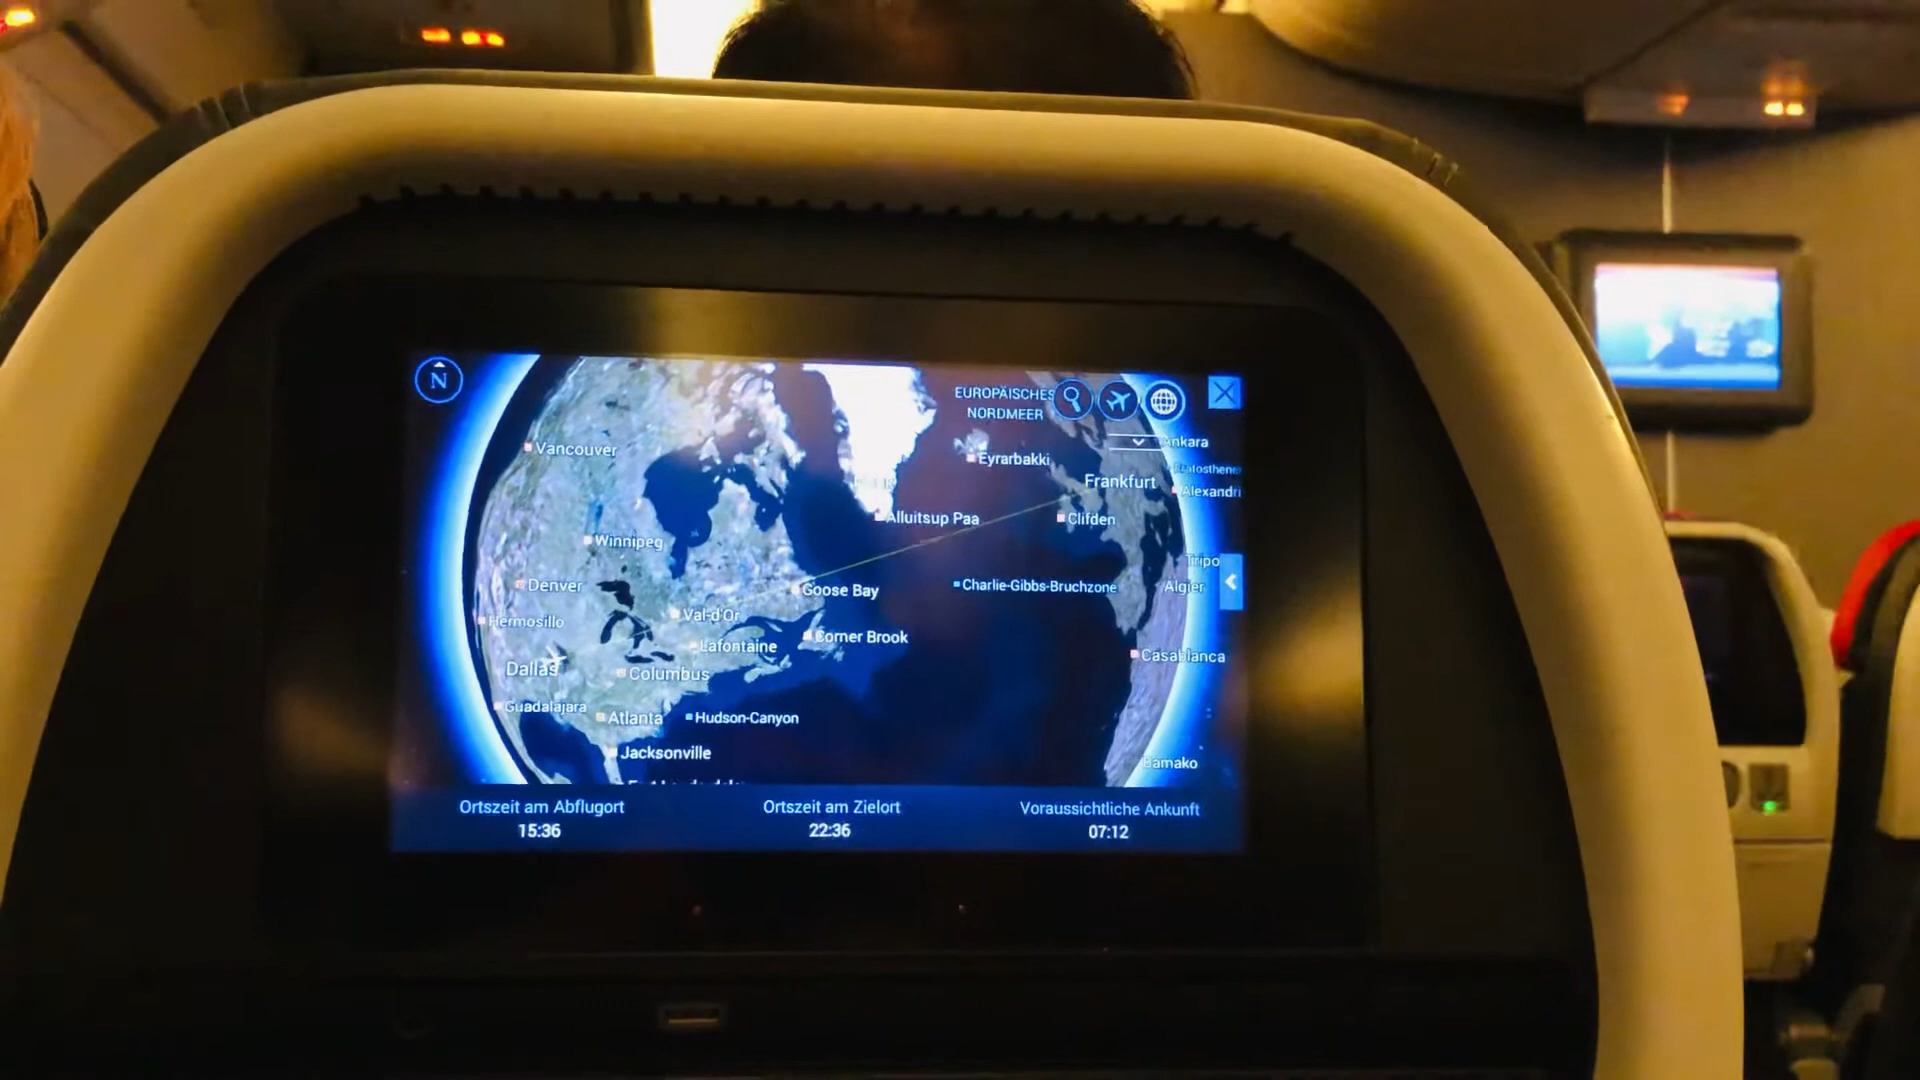 N
EUROPÄISCHES
NORDMEER
Ankara
Vancouver
Eyrarbakki
Frankfurt
Alluitsup Paa
Clifden
Winnipeg
Denver
Goose Bay
Charlie-Gibbs-Bruchzone
Algier
Hermosillo
Val-d'Or
Corner Brook
Lafontaine
Casablanca
Dallas
Columbus
Guadalajara
Atlanta
Hudson-Canyon
Jacksonville
Bamako
Ortszeit am Abflugort
15:36
Ortszeit am Zielort
22:36
Voraussichtliche Ankunft
07:12